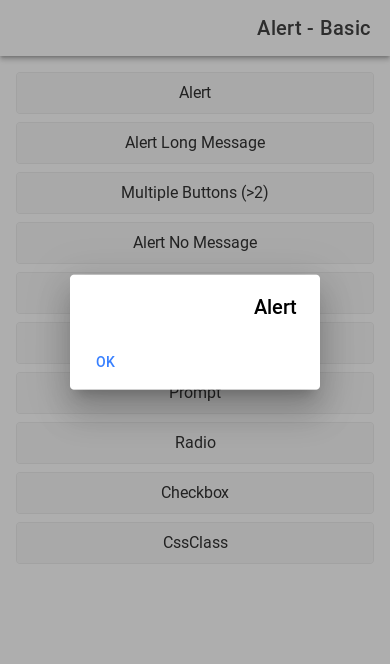 Alert - Basic
Alert
Alert Long Message
Multiple Buttons (>2)
Alert No Message
Alert
OK
Prompt
Radio
Checkbox
CssClass